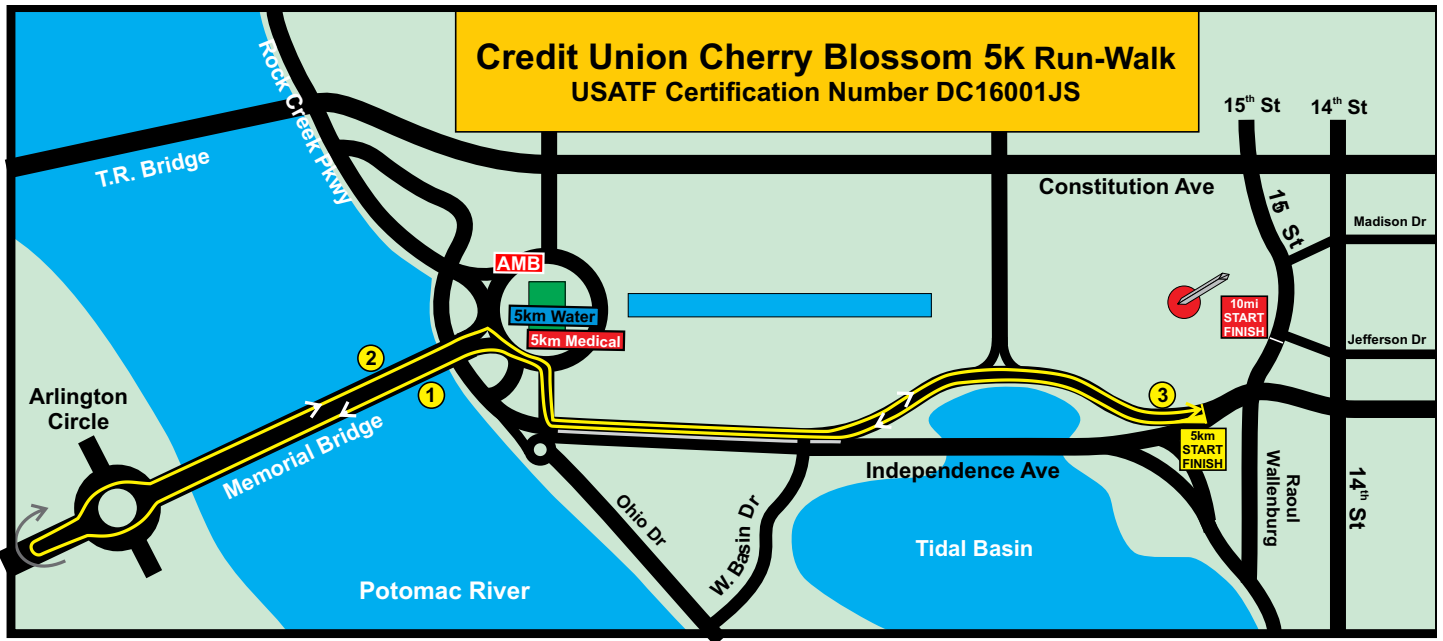 Credit Union Cherry Blossom 5K Run-Walk
USATF Certification Number DC16001JS
15th St
14th St
Rock Creek Pkwy
T.R. Bridge
Constitution Ave
15 St
Madison Dr
AMB
5km Water
5km Medical
10mi
START
FINISH
Jefferson Dr
2
1
3
Arlington
Circle
Memorial Bridge
5km
START
FINISH
Independence Ave
Raoul
Wallenburg
14th St
Ohio Dr
W. Basin Dr
Tidal Basin
Potomac River